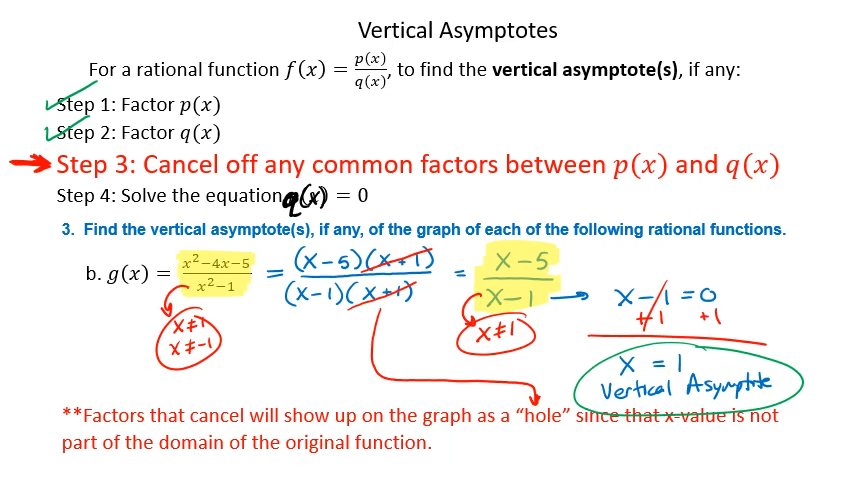 Vertical Asymptotes
For a rational function f(x) = p(x)/q(x), to find the vertical asymptote(s), if any:
Step 1: Factor p(x)
Step 2: Factor q(x)
Step 3: Cancel off any common factors between p(x) and q(x)
Step 4: Solve the equation q(x) = 0
3. Find the vertical asymptote(s), if any, of the graph of each of the following rational functions.
b. g(x) = (x²−4x−5)/(x²−1) = (x−5)(x+1)/(x−1)(x+1) = (x−5)/(x−1) → x−1 = 0
+1 +1
x≠1
x≠−1
x≠1
x = 1
Vertical Asymptote
**Factors that cancel will show up on the graph as a “hole” since that x-value is not
part of the domain of the original function.